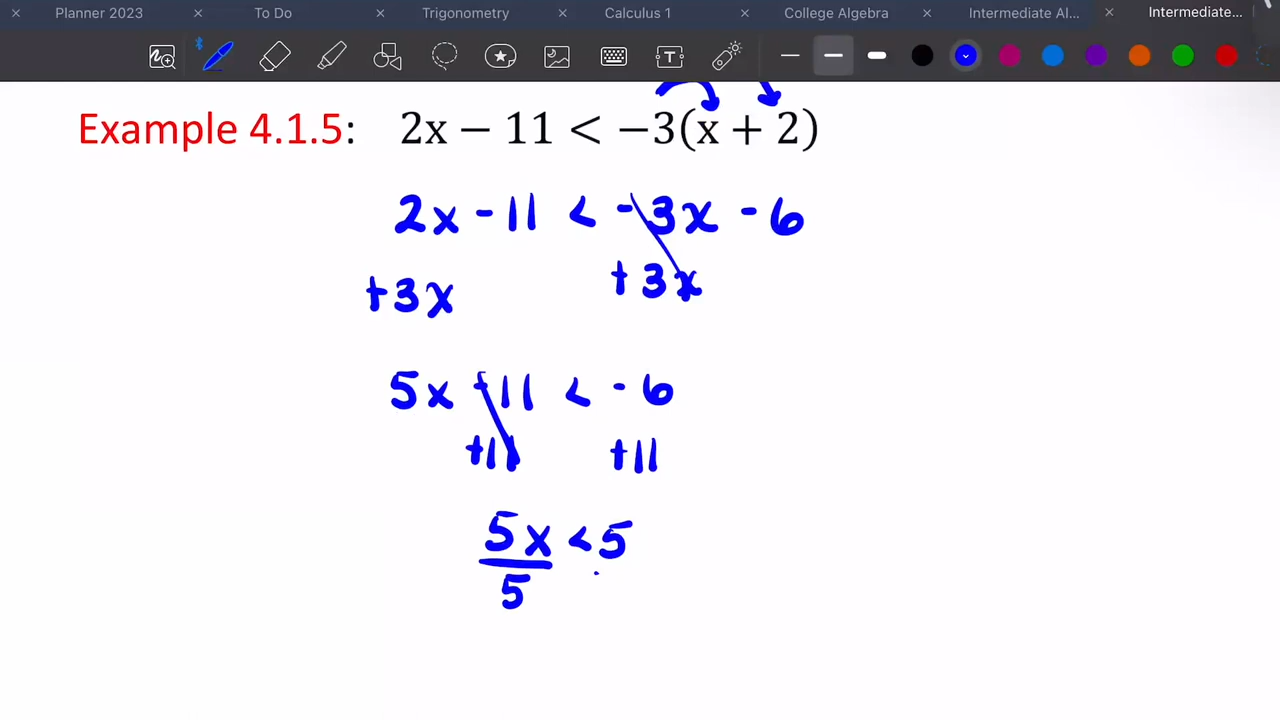 Planner 2023 To Do Trigonometry Calculus 1 College Algebra Intermediate Al... Intermediate...
Example 4.1.5: 2x − 11 < −3(x + 2)
2x - 11 < -3x - 6
+3x +3x
5x -11 < -6
+11 +11
5x < 5
5